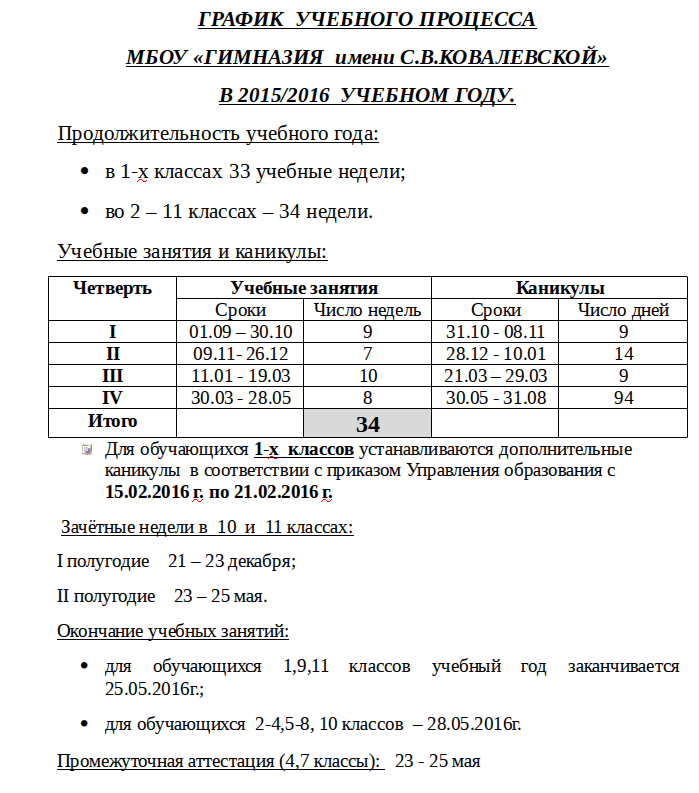 ГРАФИК УЧЕБНОГО ПРОЦЕССА
МБОУ «ГИМНАЗИЯ имени С.В.КОВАЛЕВСКОЙ»
В 2015/2016 УЧЕБНОМ ГОДУ.
Продолжительность учебного года:
• в 1-х классах 33 учебные недели;
• во 2 – 11 классах – 34 недели.
Учебные занятия и каникулы:
Четверть Учебные занятия Каникулы
Сроки Число недель Сроки Число дней
I 01.09 – 30.10 9 31.10 - 08.11 9
II 09.11- 26.12 7 28.12 - 10.01 14
III 11.01 - 19.03 10 21.03 – 29.03 9
IV 30.03 - 28.05 8 30.05 - 31.08 94
Итого 34
Для обучающихся 1-х классов устанавливаются дополнительные
каникулы в соответствии с приказом Управления образования с
15.02.2016 г. по 21.02.2016 г.
Зачётные недели в 10 и 11 классах:
I полугодие 21 – 23 декабря;
II полугодие 23 – 25 мая.
Окончание учебных занятий:
• для обучающихся 1,9,11 классов учебный год заканчивается
25.05.2016г.;
• для обучающихся 2-4,5-8, 10 классов – 28.05.2016г.
Промежуточная аттестация (4,7 классы): 23 - 25 мая